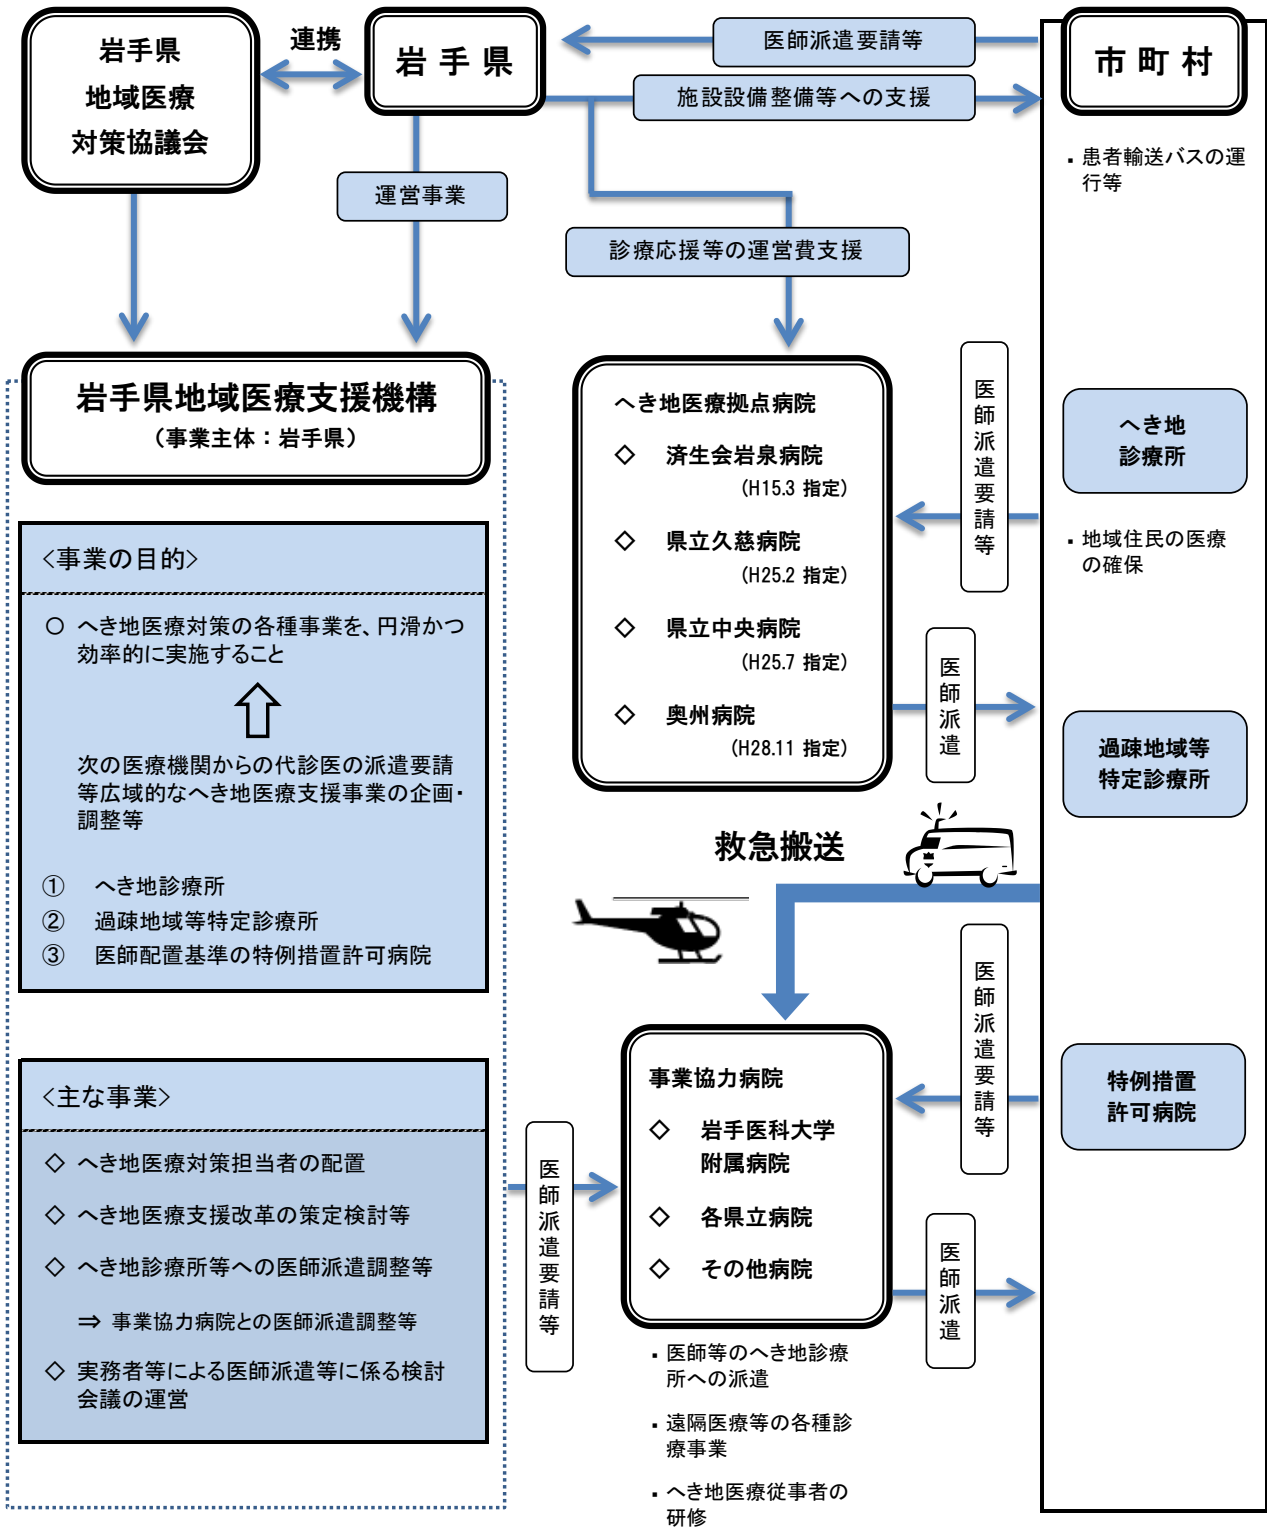 岩手県
地域医療
対策協議会
連携
岩手県
医師派遣要請等
施設設備整備等への支援
市町村
▪ 患者輸送バスの運
行等
運営事業
診療応援等の運営費支援
岩手県地域医療支援機構
（事業主体：岩手県）
<事業の目的>
○ へき地医療対策の各種事業を、円滑かつ
効率的に実施すること
次の医療機関からの代診医の派遣要請
等広域的なへき地医療支援事業の企画・
調整等
① へき地診療所
② 過疎地域等特定診療所
③ 医師配置基準の特例措置許可病院
<主な事業>
◇ へき地医療対策担当者の配置
◇ へき地医療支援改革の策定検討等
◇ へき地診療所等への医師派遣調整等
⇒ 事業協力病院との医師派遣調整等
◇ 実務者等による医師派遣等に係る検討
会議の運営
へき地医療拠点病院
◇ 済生会岩泉病院
（H15.3 指定）
◇ 県立久慈病院
（H25.2 指定）
◇ 県立中央病院
（H25.7 指定）
◇ 奥州病院
（H28.11 指定）
医師派遣要請等
医師派遣
へき地
診療所
▪ 地域住民の医療
の確保
過疎地域等
特定診療所
救急搬送
医師派遣要請等
特例措置
許可病院
事業協力病院
◇ 岩手医科大学
附属病院
◇ 各県立病院
◇ その他病院
医師派遣要請等
医師派遣
▪ 医師等のへき地診療
所への派遣
▪ 遠隔医療等の各種診
療事業
▪ へき地医療従事者の
研修